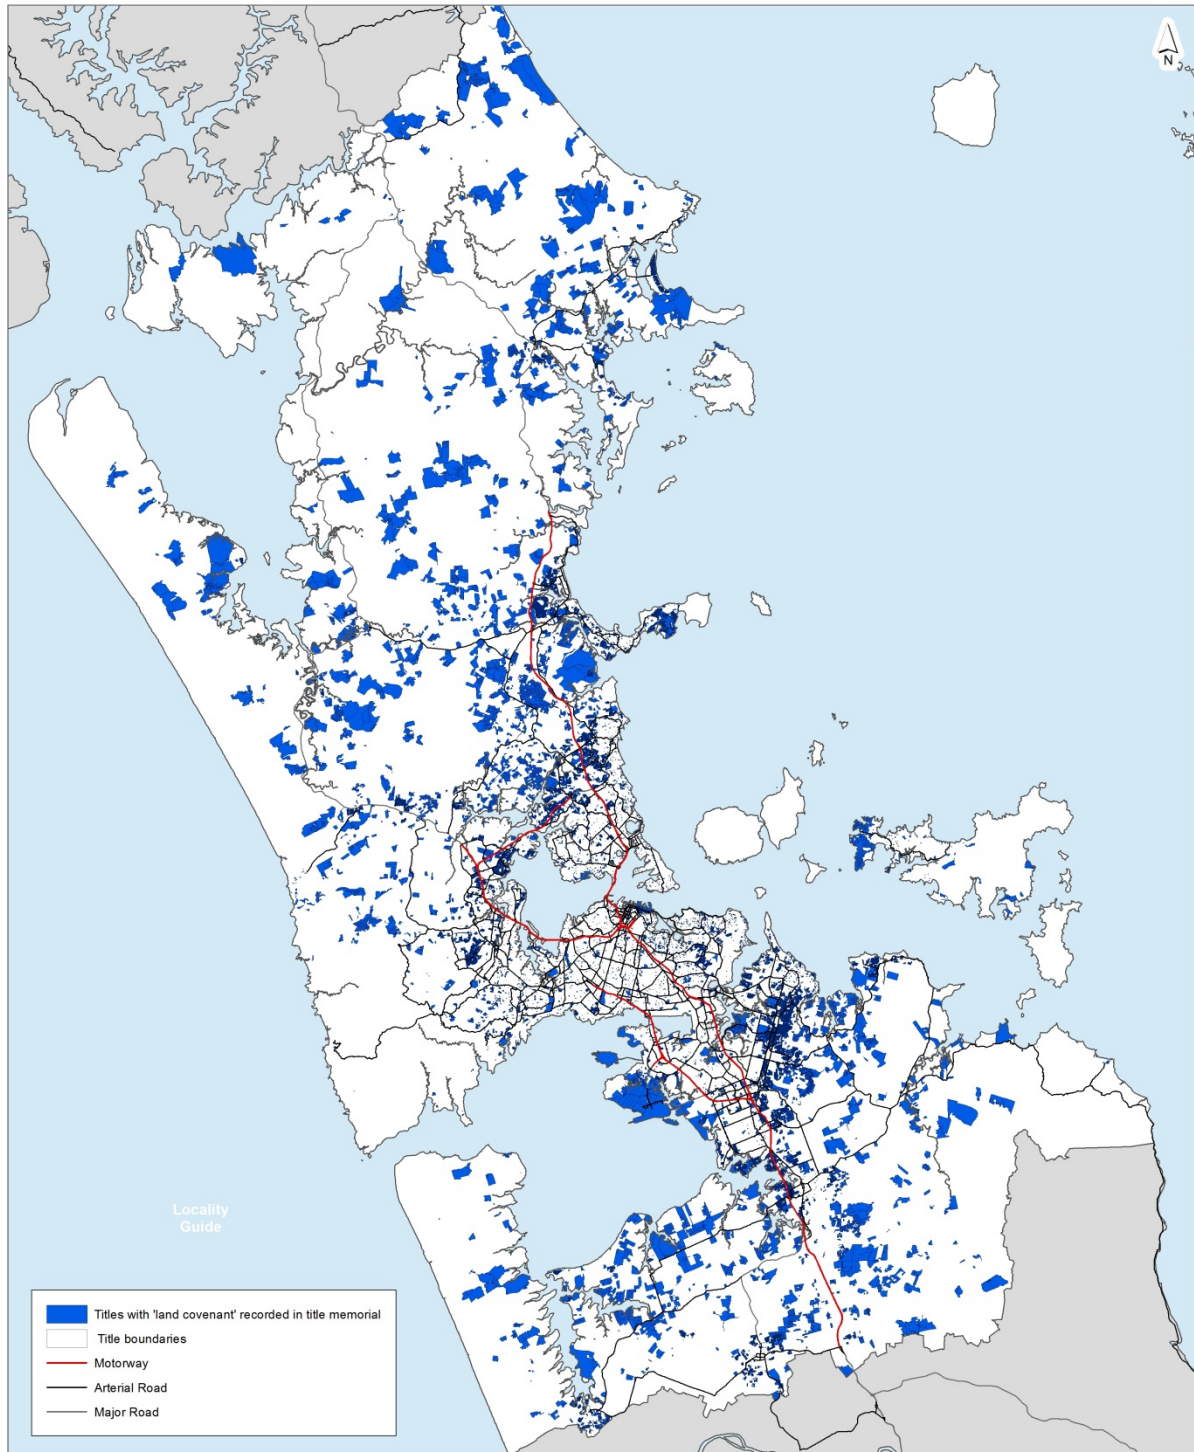 N
Locality
Guide
Titles with 'land covenant' recorded in title memorial
Title boundaries
Motorway
Arterial Road
Major Road